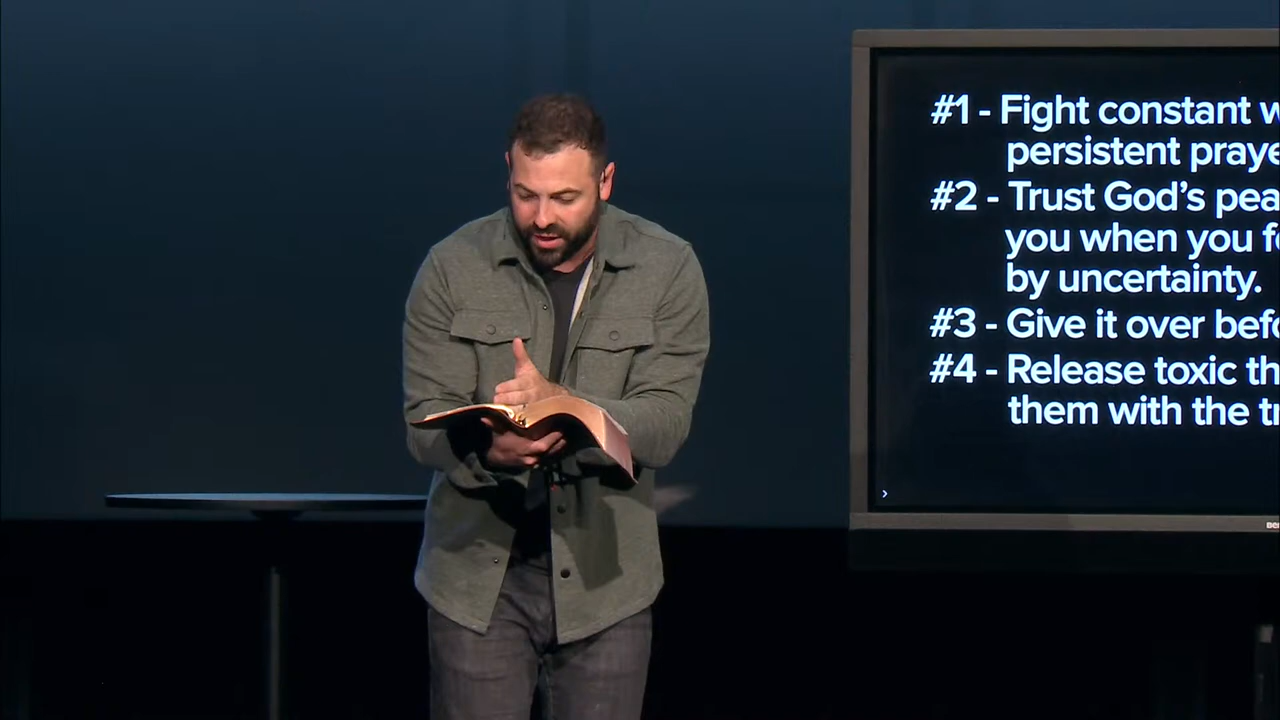 #1 - Fight constant
persistent
#2 - Trust God's
you when you
by uncertainty.
#3 - Give it over
#4 - Release toxic
them with the